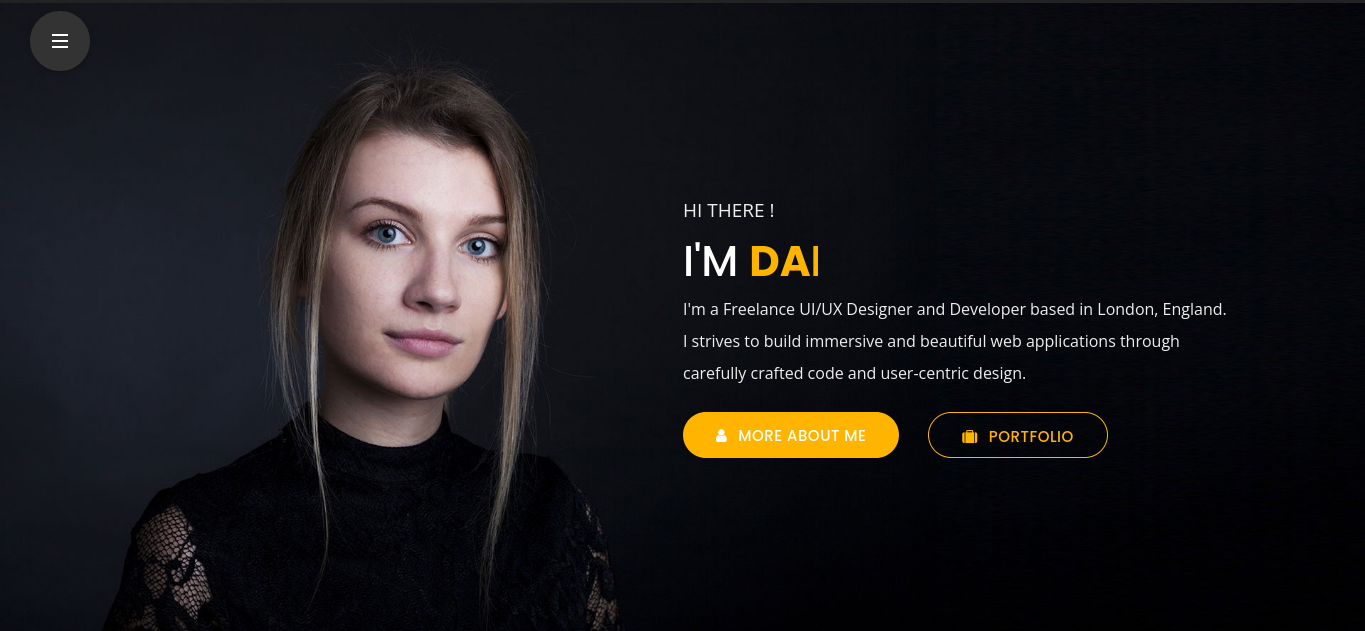 HI THERE !
I'M DA
I'm a Freelance UI/UX Designer and Developer based in London, England.
I strives to build immersive and beautiful web applications through
carefully crafted code and user-centric design.
MORE ABOUT ME
PORTFOLIO